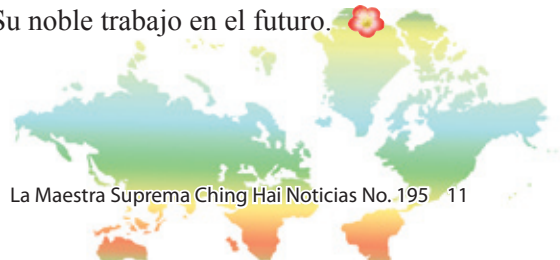 Su noble trabajo en el futuro.
La Maestra Suprema Ching Hai Noticias No. 195 11